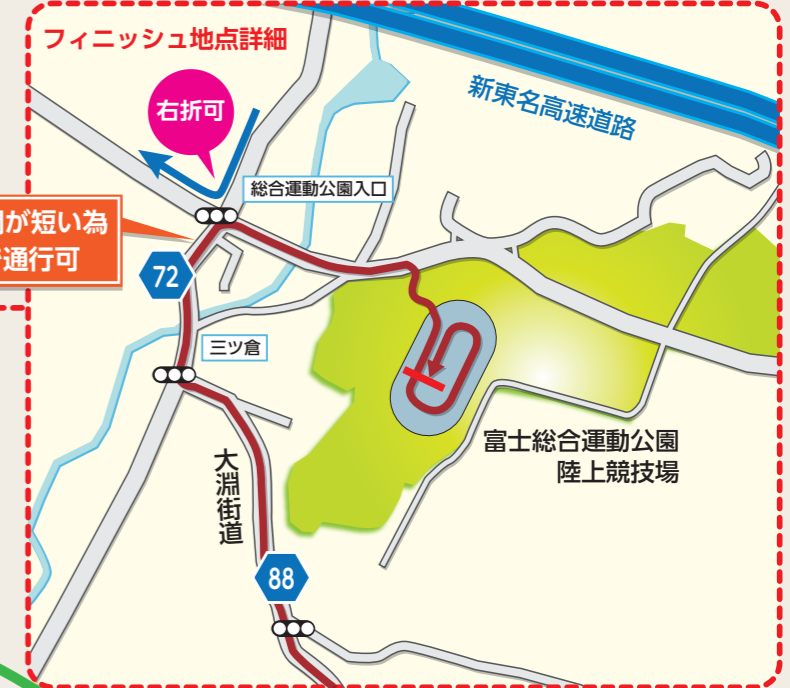 フィニッシュ地点詳細
右折可
新東名高速道路
総合運動公園入口
が短い為
通行可
72
三ツ倉
富士総合運動公園
陸上競技場
大淵街道
88